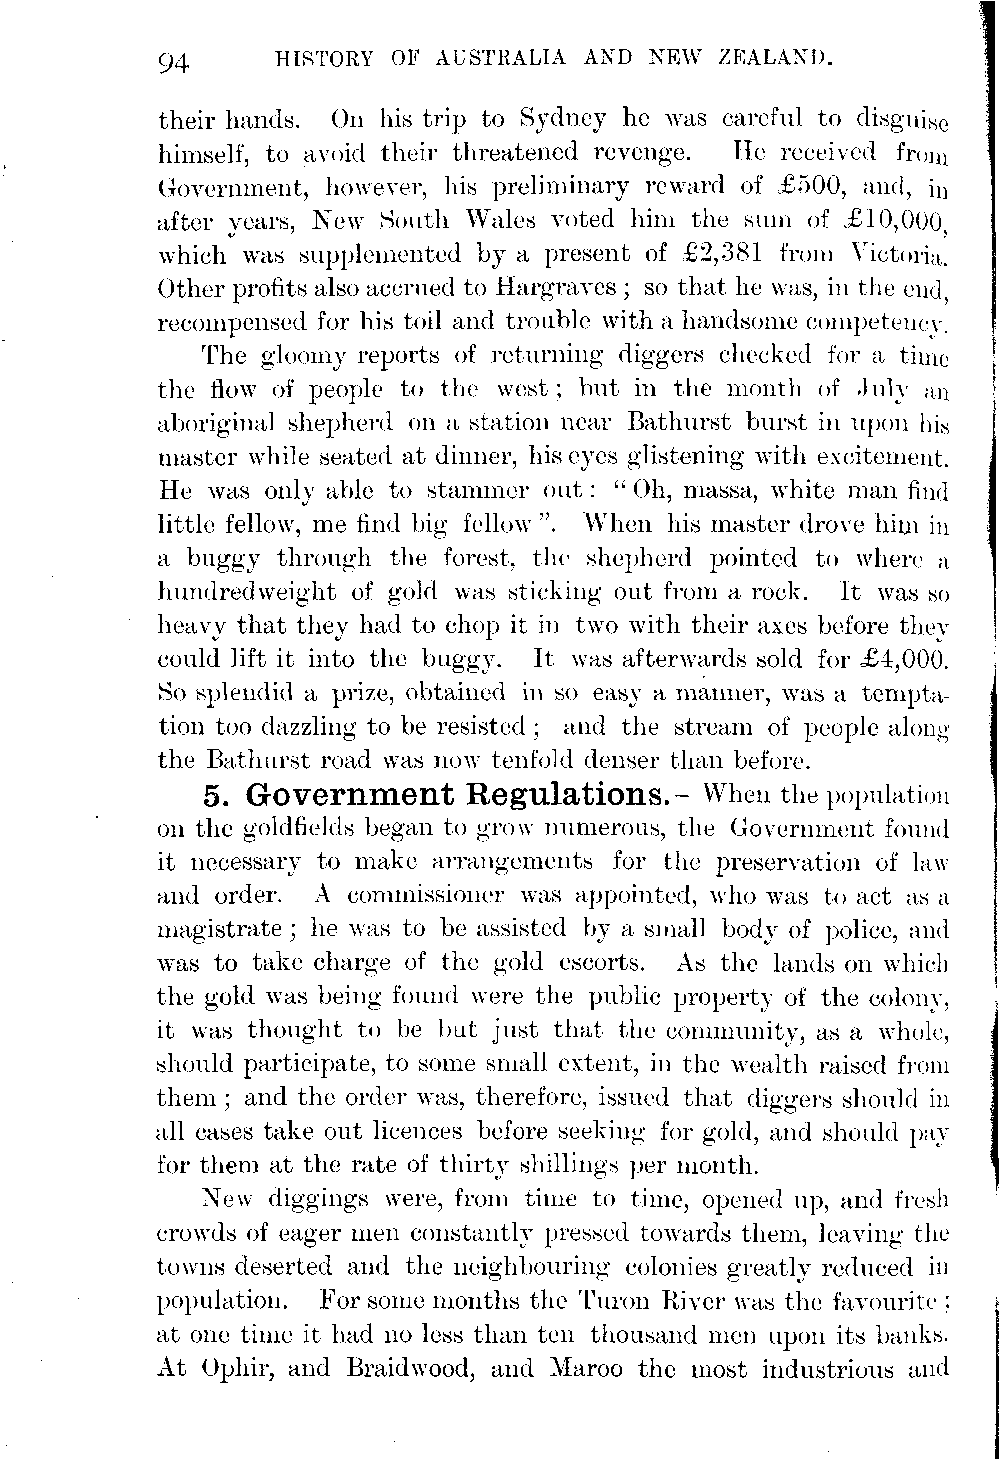 94 HISTORY OF AUSTRALIA AND NEW ZEALAND.
their hands. On his trip to Sydney he was careful to disguise
himself, to avoid their threatened revenge. He received from
Government, however, his preliminary reward of £500, and, in
after years, New South Wales voted him the sum of £10,000,
which was supplemented by a present of £2,381 from Victoria.
Other profits also accrued to Hargraves ; so that he was, in the end,
recompensed for his toil and trouble with a handsome competency.
The gloomy reports of returning diggers checked for a time
the flow of people to the west ; but in the month of July an
aboriginal shepherd on a station near Bathurst burst in upon his
master while seated at dinner, his eyes glistening with excitement.
He was only able to stammer out : “ Oh, massa, white man find
little fellow, me find big fellow ”. When his master drove him in
a buggy through the forest, the shepherd pointed to where a
hundredweight of gold was sticking out from a rock. It was so
heavy that they had to chop it in two with their axes before they
could lift it into the buggy. It was afterwards sold for £4,000.
So splendid a prize, obtained in so easy a manner, was a tempta-
tion too dazzling to be resisted ; and the stream of people along
the Bathurst road was now tenfold denser than before.
5. Government Regulations.– When the population
on the goldfields began to grow numerous, the Government found
it necessary to make arrangements for the preservation of law
and order. A commissioner was appointed, who was to act as a
magistrate ; he was to be assisted by a small body of police, and
was to take charge of the gold escorts. As the lands on which
the gold was being found were the public property of the colony,
it was thought to be but just that the community, as a whole,
should participate, to some small extent, in the wealth raised from
them ; and the order was, therefore, issued that diggers should in
all cases take out licences before seeking for gold, and should pay
for them at the rate of thirty shillings per month.
New diggings were, from time to time, opened up, and fresh
crowds of eager men constantly pressed towards them, leaving the
towns deserted and the neighbouring colonies greatly reduced in
population. For some months the Turon River was the favourite ;
at one time it had no less than ten thousand men upon its banks.
At Ophir, and Braidwood, and Maroo the most industrious and